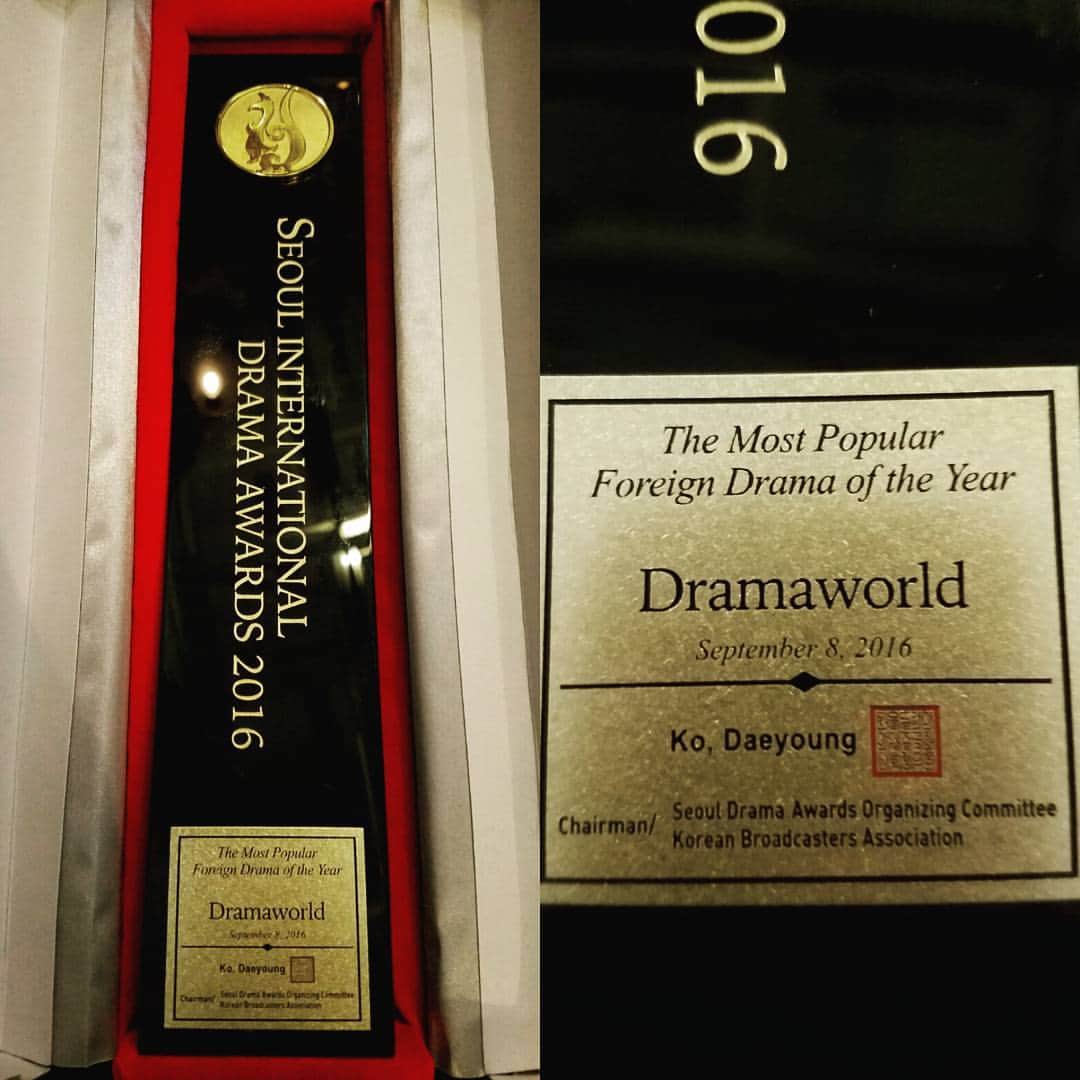 SEOUL INTERNATIONAL
DRAMA AWARDS 2016
The Most Popular
Foreign Drama of the Year
Dramaworld
September 8, 2016
Ko, Daeyoung
Chairman/ Seoul Drama Awards Organizing Committee
Korean Broadcasters Association
016
The Most Popular
Foreign Drama of the Year
Dramaworld
September 8, 2016
Ko, Daeyoung
Chairman/ Seoul Drama Awards Organizing Committee
Korean Broadcasters Association